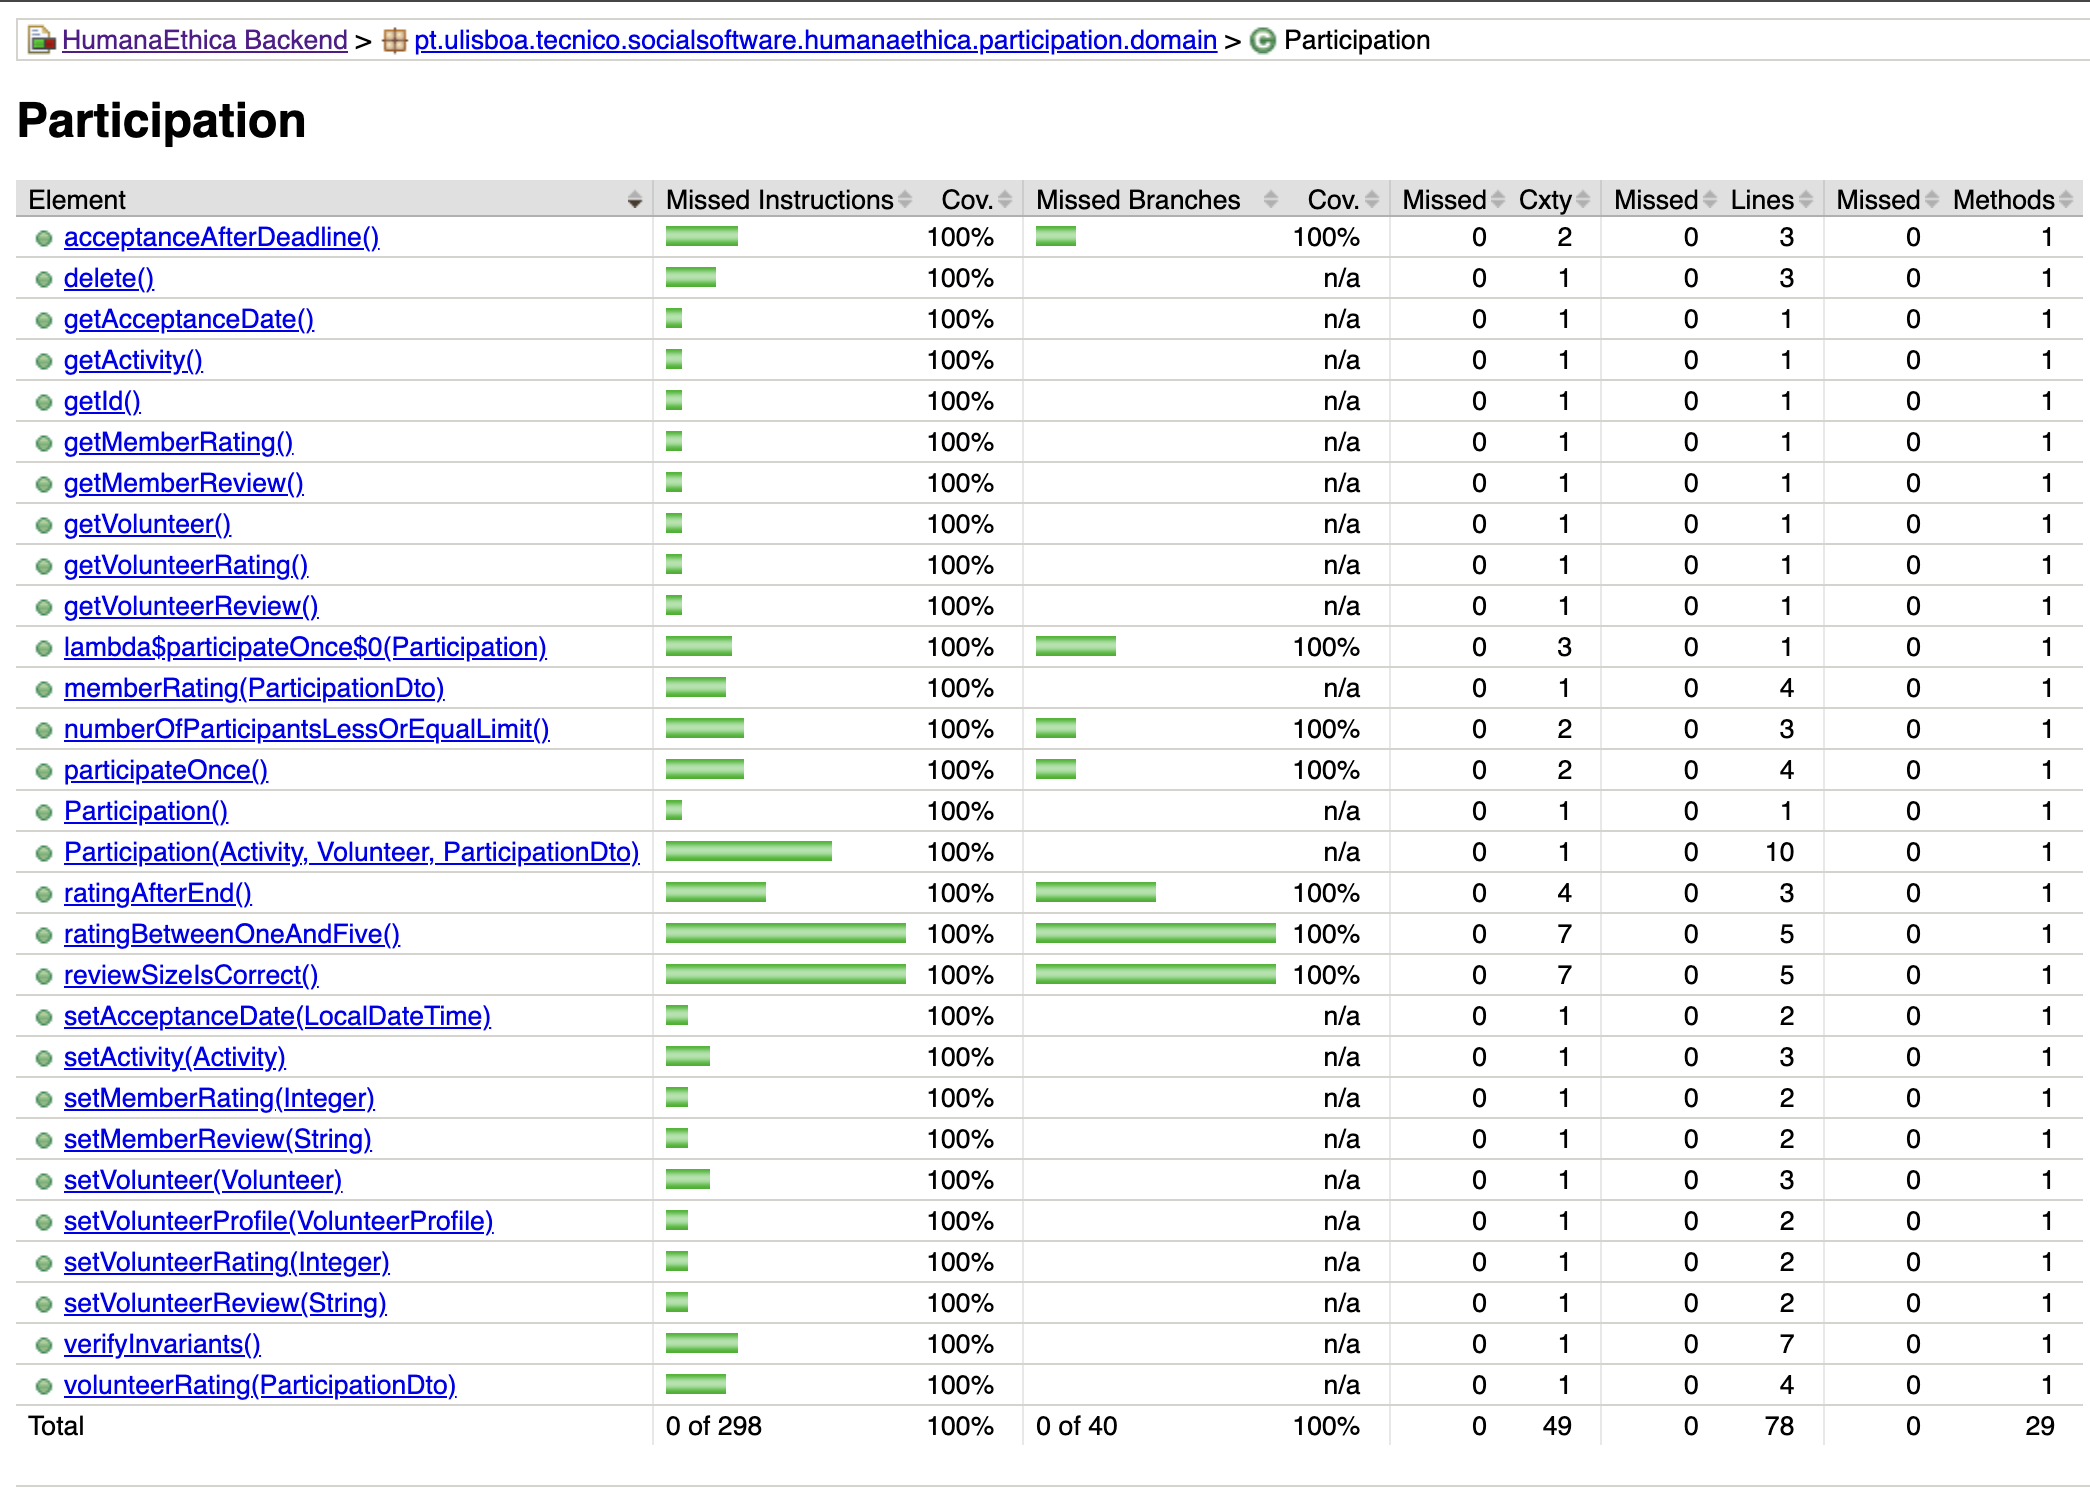 HumanaEthica Backend > pt.ulisboa.tecnico.socialsoftware.humanaethica.participation.domain > Participation
Participation
Element Missed Instructions Cov. Missed Branches Cov. Missed Cxty Missed Lines Missed Methods
acceptanceAfterDeadline() 100% 100% 0 2 0 3 0 1
delete() 100% n/a 0 1 0 3 0 1
getAcceptanceDate() 100% n/a 0 1 0 1 0 1
getActivity() 100% n/a 0 1 0 1 0 1
getId() 100% n/a 0 1 0 1 0 1
getMemberRating() 100% n/a 0 1 0 1 0 1
getMemberReview() 100% n/a 0 1 0 1 0 1
getVolunteer() 100% n/a 0 1 0 1 0 1
getVolunteerRating() 100% n/a 0 1 0 1 0 1
getVolunteerReview() 100% n/a 0 1 0 1 0 1
lambda$participateOnce$0(Participation) 100% 100% 0 3 0 1 0 1
memberRating(ParticipationDto) 100% n/a 0 1 0 4 0 1
numberOfParticipantsLessOrEqualLimit() 100% 100% 0 2 0 3 0 1
participateOnce() 100% 100% 0 2 0 4 0 1
Participation() 100% n/a 0 1 0 1 0 1
Participation(Activity, Volunteer, ParticipationDto) 100% n/a 0 1 0 10 0 1
ratingAfterEnd() 100% 100% 0 4 0 3 0 1
ratingBetweenOneAndFive() 100% 100% 0 7 0 5 0 1
reviewSizeIsCorrect() 100% 100% 0 7 0 5 0 1
setAcceptanceDate(LocalDateTime) 100% n/a 0 1 0 2 0 1
setActivity(Activity) 100% n/a 0 1 0 3 0 1
setMemberRating(Integer) 100% n/a 0 1 0 2 0 1
setMemberReview(String) 100% n/a 0 1 0 2 0 1
setVolunteer(Volunteer) 100% n/a 0 1 0 3 0 1
setVolunteerProfile(VolunteerProfile) 100% n/a 0 1 0 2 0 1
setVolunteerRating(Integer) 100% n/a 0 1 0 2 0 1
setVolunteerReview(String) 100% n/a 0 1 0 2 0 1
verifyInvariants() 100% n/a 0 1 0 7 0 1
volunteerRating(ParticipationDto) 100% n/a 0 1 0 4 0 1
Total 0 of 298 100% 0 of 40 100% 0 49 0 78 0 29